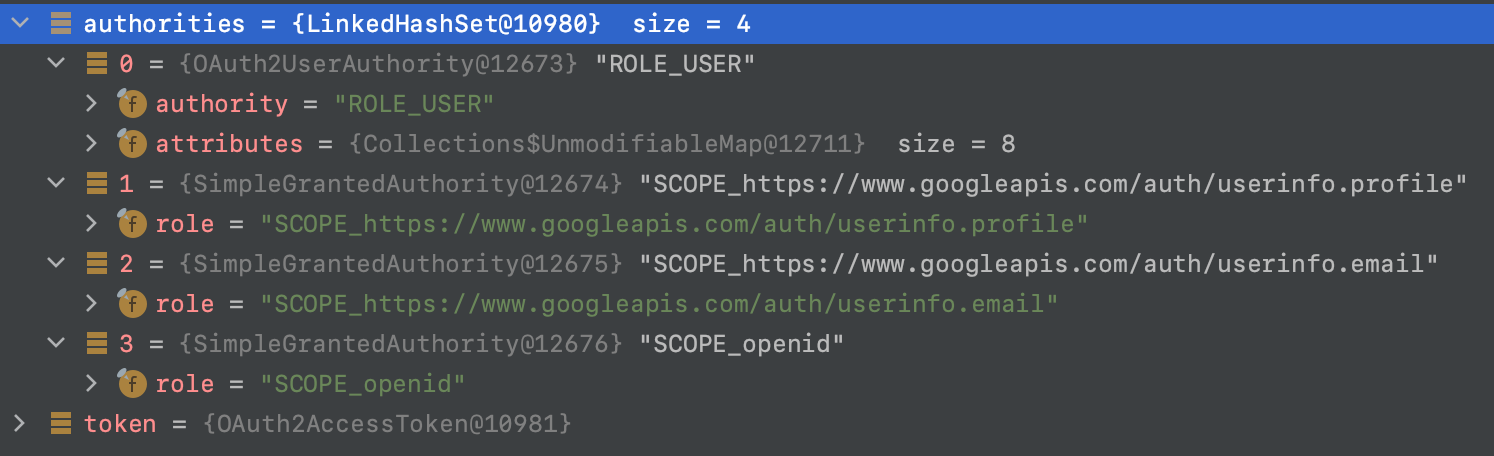 authorities = {LinkedHashSet@10980} size = 4
0 = {OAuth2UserAuthority@12673} "ROLE_USER"
f authority = "ROLE_USER"
f attributes = {Collections$UnmodifiableMap@12711} size = 8
1 = {SimpleGrantedAuthority@12674} "SCOPE_https://www.googleapis.com/auth/userinfo.profile"
f role = "SCOPE_https://www.googleapis.com/auth/userinfo.profile"
2 = {SimpleGrantedAuthority@12675} "SCOPE_https://www.googleapis.com/auth/userinfo.email"
f role = "SCOPE_https://www.googleapis.com/auth/userinfo.email"
3 = {SimpleGrantedAuthority@12676} "SCOPE_openid"
f role = "SCOPE_openid"
token = {OAuth2AccessToken@10981}